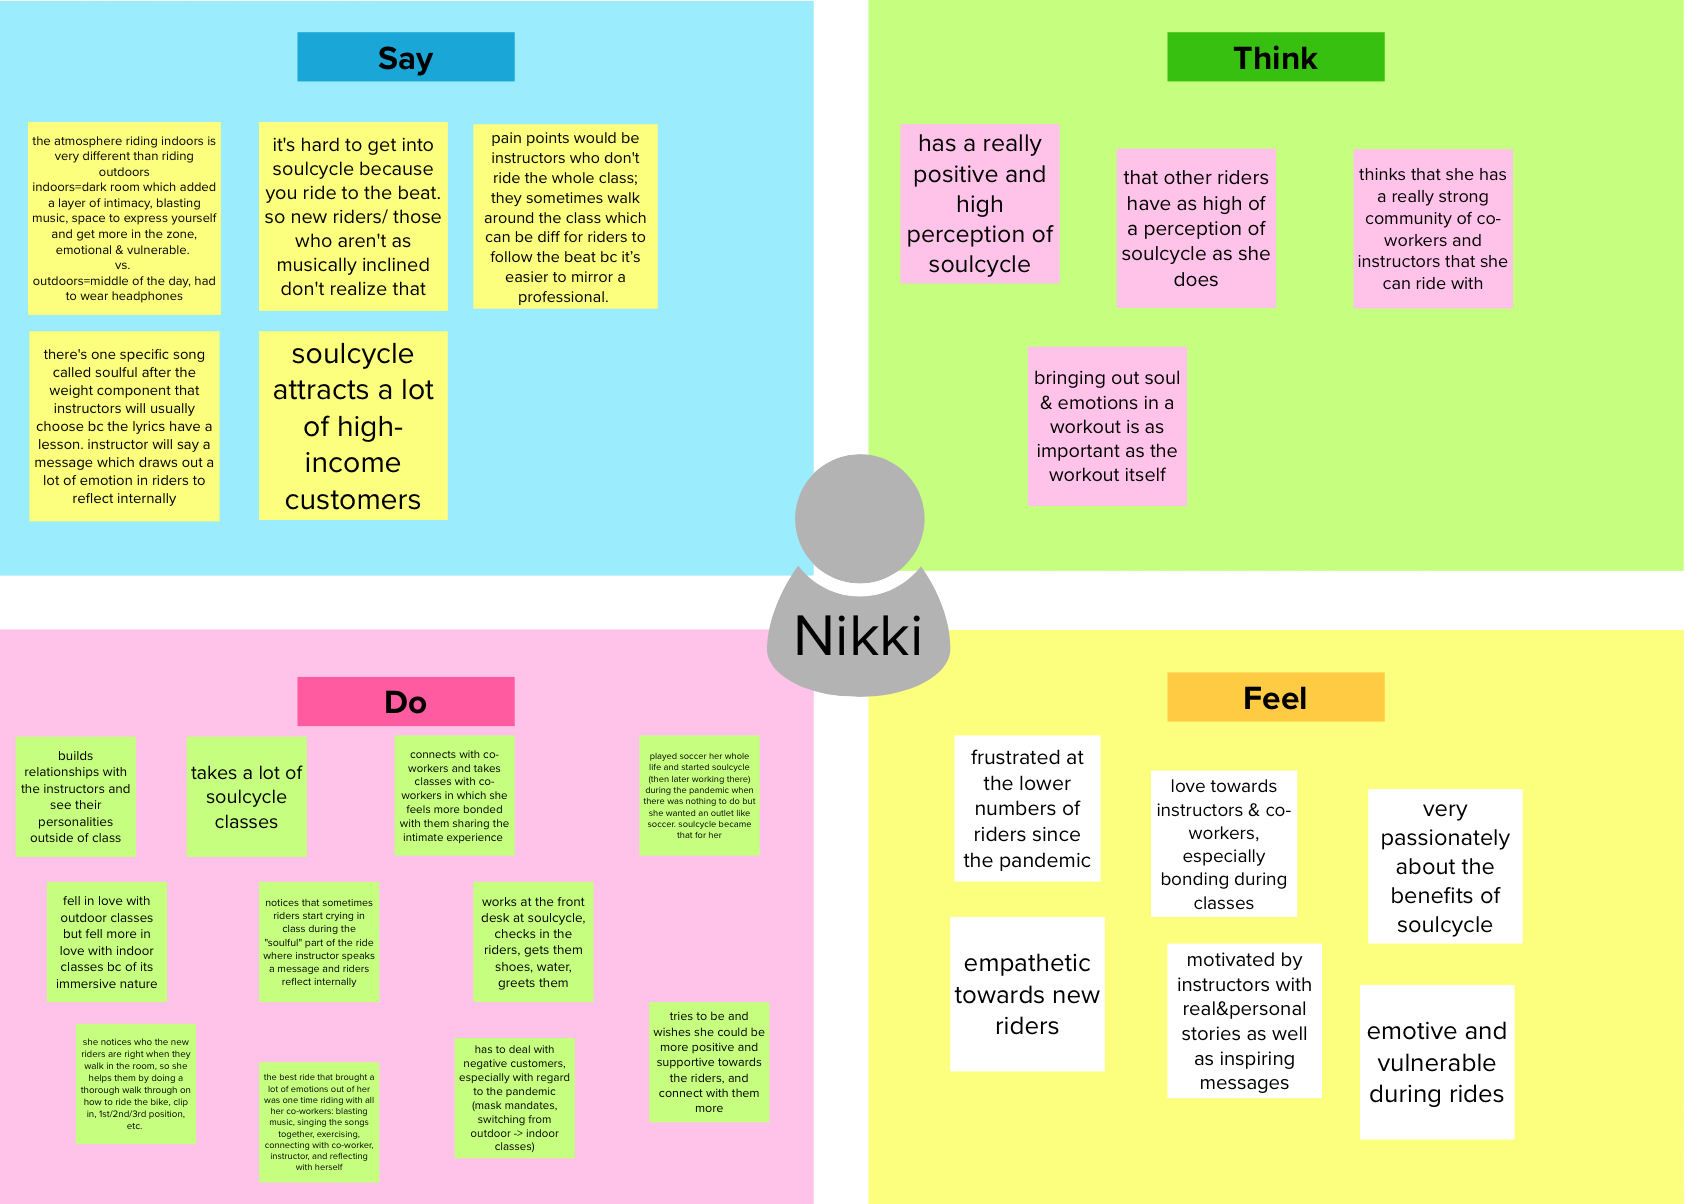 Say
the atmosphere riding indoors is
very different than riding
outdoors
indoors=dark room which added
a layer of intimacy, blasting
music, space to express yourself
and get more in the zone,
emotional & vulnerable.
vs.
outdoors=middle of the day, had
to wear headphones
it's hard to get into
soulcycle because
you ride to the beat.
so new riders/ those
who aren't as
musically inclined
don't realize that
pain points would be
instructors who don't
ride the whole class;
they sometimes walk
around the class which
can be diff for riders to
follow the beat bc it's
easier to mirror a
professional.
there's one specific song
called soulful after the
weight component that
instructors will usually
choose bc the lyrics have a
lesson. instructor will say a
message which draws out a
lot of emotion in riders to
reflect internally
soulcycle
attracts a lot
of high-
income
customers
Think
has a really
positive and
high
perception of
soulcycle
that other riders
have as high of
a perception of
soulcycle as she
does
thinks that she has
a really strong
community of co-
workers and
instructors that she
can ride with
bringing out soul
& emotions in a
workout is as
important as the
workout itself
Nikki
Do
builds
relationships with
the instructors and
see their
personalities
outside of class
takes a lot of
soulcycle
classes
connects with co-
workers and takes
classes with co-
workers in which she
feels more bonded
with them sharing the
intimate experience
played soccer her whole
life and started soulcycle
(then later working there)
during the pandemic when
there was nothing to do but
she wanted an outlet like
soccer. soulcycle became
that for her
fell in love with
outdoor classes
but fell more in
love with indoor
classes bc of its
immersive nature
notices that sometimes
riders start crying in
class during the
"soulful" part of the ride
where instructor speaks
a message and riders
reflect internally
works at the front
desk at soulcycle,
checks in the
riders, gets them
shoes, water,
greets them
she notices who the new
riders are right when they
walk in the room, so she
helps them by doing a
thorough walk through on
how to ride the bike, clip
in, 1st/2nd/3rd position,
etc.
the best ride that brought a
lot of emotions out of her
was one time riding with all
her co-workers: blasting
music, singing the songs
together, exercising,
connecting with co-worker,
instructor, and reflecting
with herself
has to deal with
negative customers,
especially with regard
to the pandemic
(mask mandates,
switching from
outdoor -> indoor
classes)
tries to be and
wishes she could be
more positive and
supportive towards
the riders, and
connect with them
more
Feel
frustrated at
the lower
numbers of
riders since
the pandemic
love towards
instructors & co-
workers,
especially
bonding during
classes
very
passionately
about the
benefits of
soulcycle
empathetic
towards new
riders
motivated by
instructors with
real&personal
stories as well
as inspiring
messages
emotive and
vulnerable
during rides